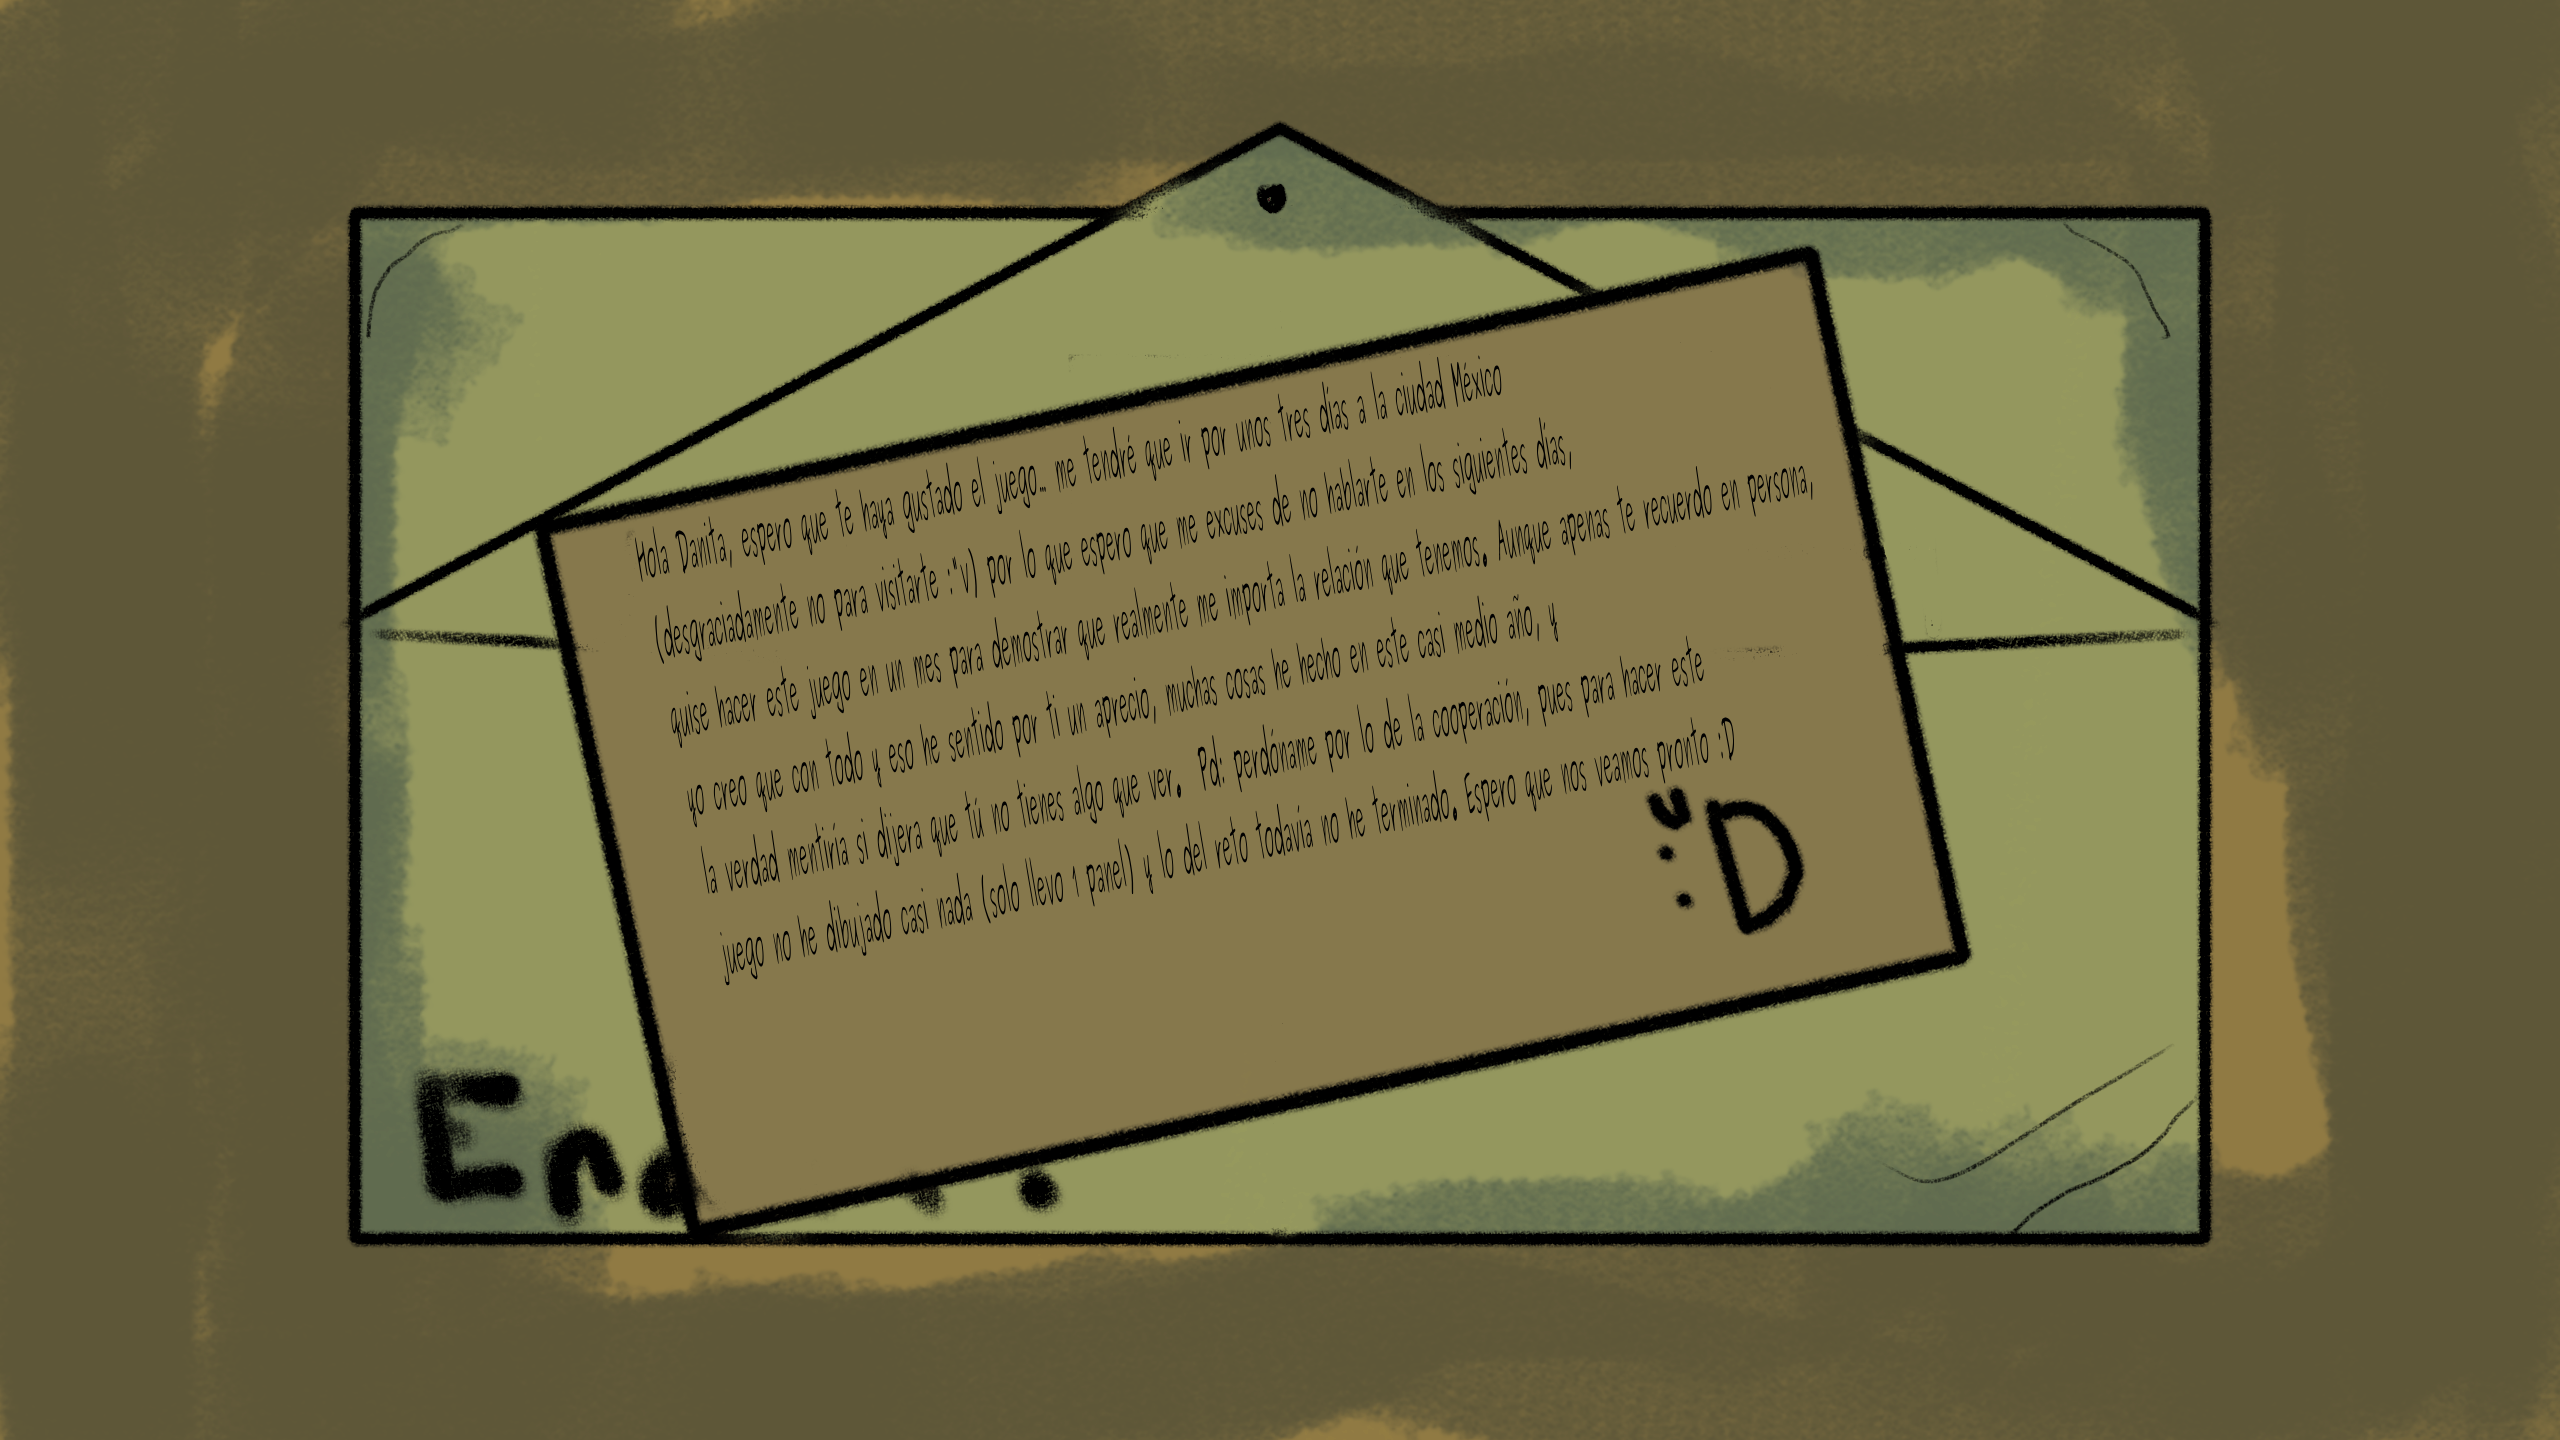 Hola Danita, espero que te haya gustado el juego... me tendré que ir por unos tres días a la ciudad México
(desgraciadamente no para visitarte :"v) por lo que espero que me excuses de no hablarte en los siguientes días,
quise hacer este juego en un mes para demostrar que realmente me importa la relación que tenemos. Aunque apenas te recuerdo en persona,
yo creo que con todo y eso he sentido por ti un aprecio, muchas cosas he hecho en este casi medio año, y
la verdad mentiría si dijera que tú no tienes algo que ver. Pd: perdóname por lo de la cooperación, pues para hacer este
juego no he dibujado casi nada (solo llevo 1 panel) y lo del reto todavía no he terminado. Espero que nos veamos pronto :D
:"D